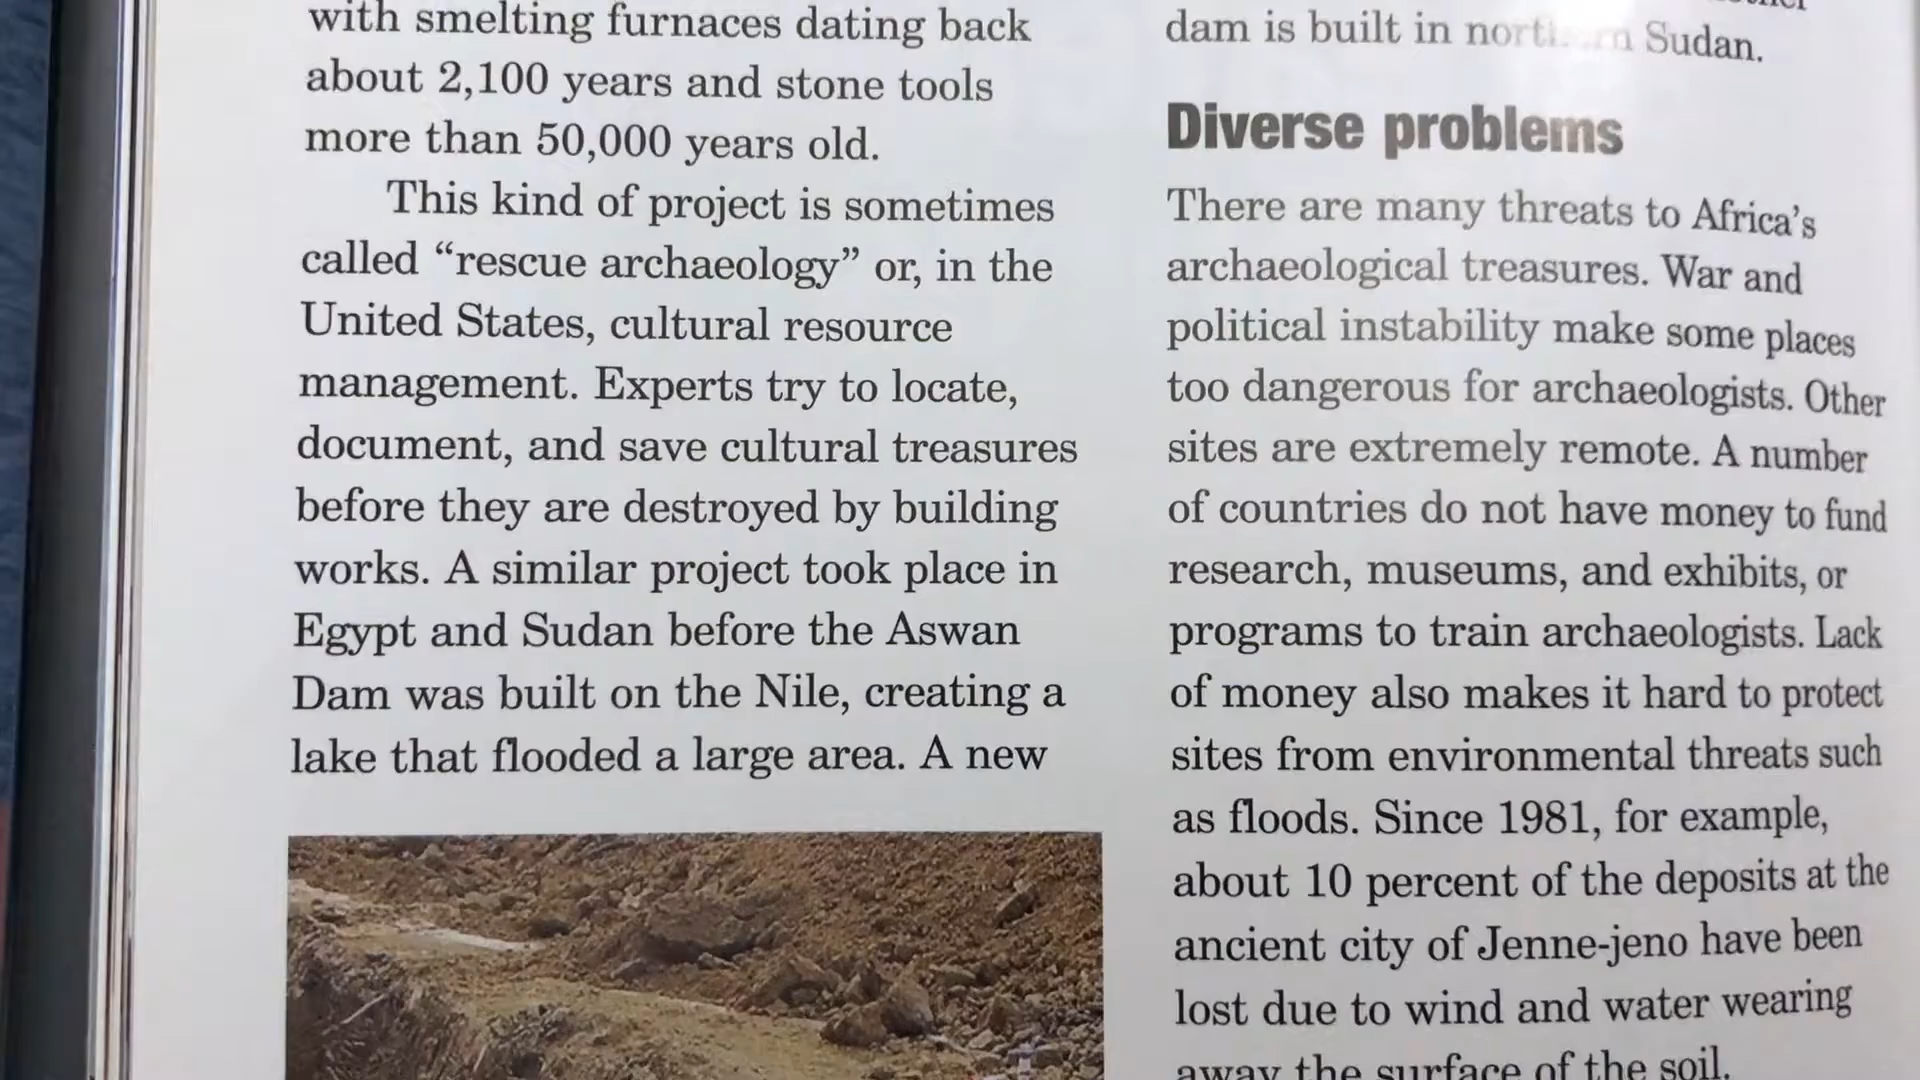 with smelting furnaces dating back
about 2,100 years and stone tools
more than 50,000 years old.
This kind of project is sometimes
called “rescue archaeology” or, in the
United States, cultural resource
management. Experts try to locate,
document, and save cultural treasures
before they are destroyed by building
works. A similar project took place in
Egypt and Sudan before the Aswan
Dam was built on the Nile, creating a
lake that flooded a large area. A new
dam is built in northern Sudan.
Diverse problems
There are many threats to Africa’s
archaeological treasures. War and
political instability make some places
too dangerous for archaeologists. Other
sites are extremely remote. A number
of countries do not have money to fund
research, museums, and exhibits, or
programs to train archaeologists. Lack
of money also makes it hard to protect
sites from environmental threats such
as floods. Since 1981, for example,
about 10 percent of the deposits at the
ancient city of Jenne-jeno have been
lost due to wind and water wearing
away the surface of the soil.